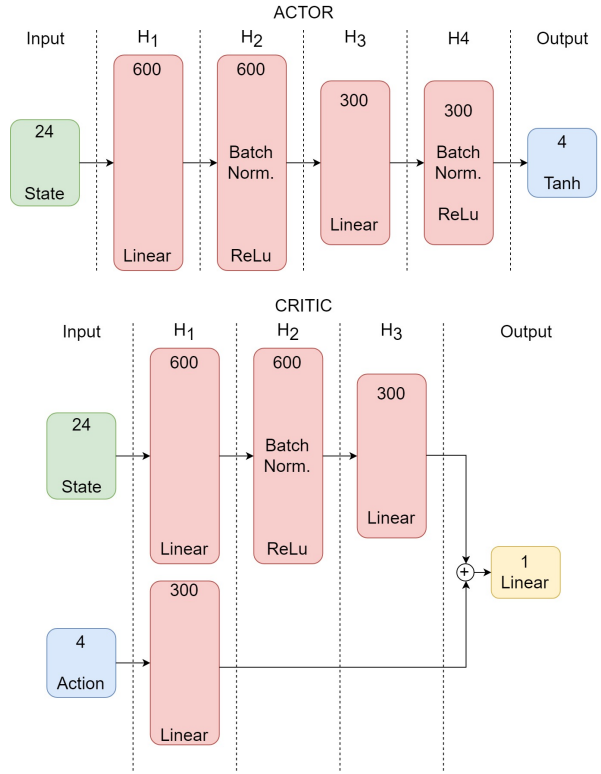 ACTOR
Input H1 H2 H3 H4 Output
24
State
600
Linear
600
Batch
Norm.
ReLu
300
Linear
300
Batch
Norm.
ReLu
4
Tanh
CRITIC
Input H1 H2 H3 Output
24
State
600
Linear
600
Batch
Norm.
ReLu
300
Linear
4
Action
300
Linear
+
1
Linear